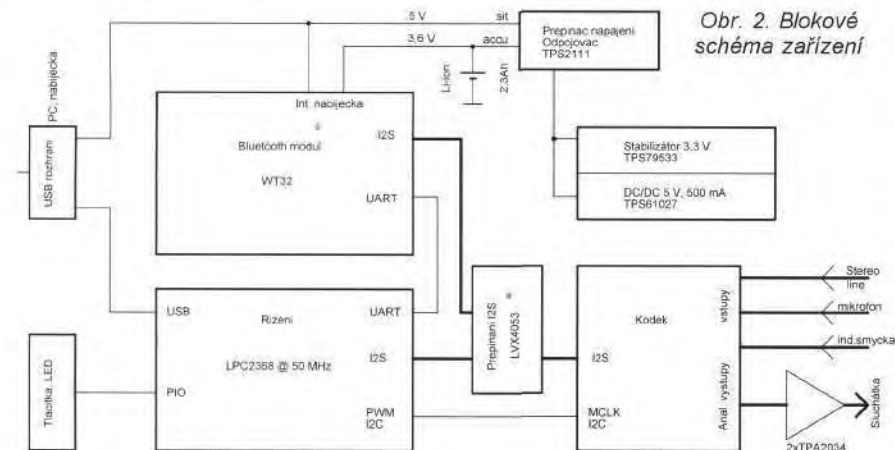 Obr. 2. Blokové
schéma zařízení
5 V
sít
3,6 V
accu
Prepinac napajeni
Odpojovac
TPS2111
Li-ion
2.3Ah
PC, nabijecka
USB rozhrani
Int. nabijecka
Bluetooth modul
WT32
I2S
UART
Stabilizátor 3.3 V
TPS79533
DC/DC 5 V, 500 mA
TPS61027
USB
Rizeni
UART
LPC2368 @ 50 MHz
I2S
PIO
PWM
I2C
Tlacitka, LED
Prepinani I2S
LVX4053
Kodek
I2S
MCLK
I2C
vstupy
Anal. vystupy
Stereo
line
mikrofon
ind.smycka
Sluchátka
2xTPA2034